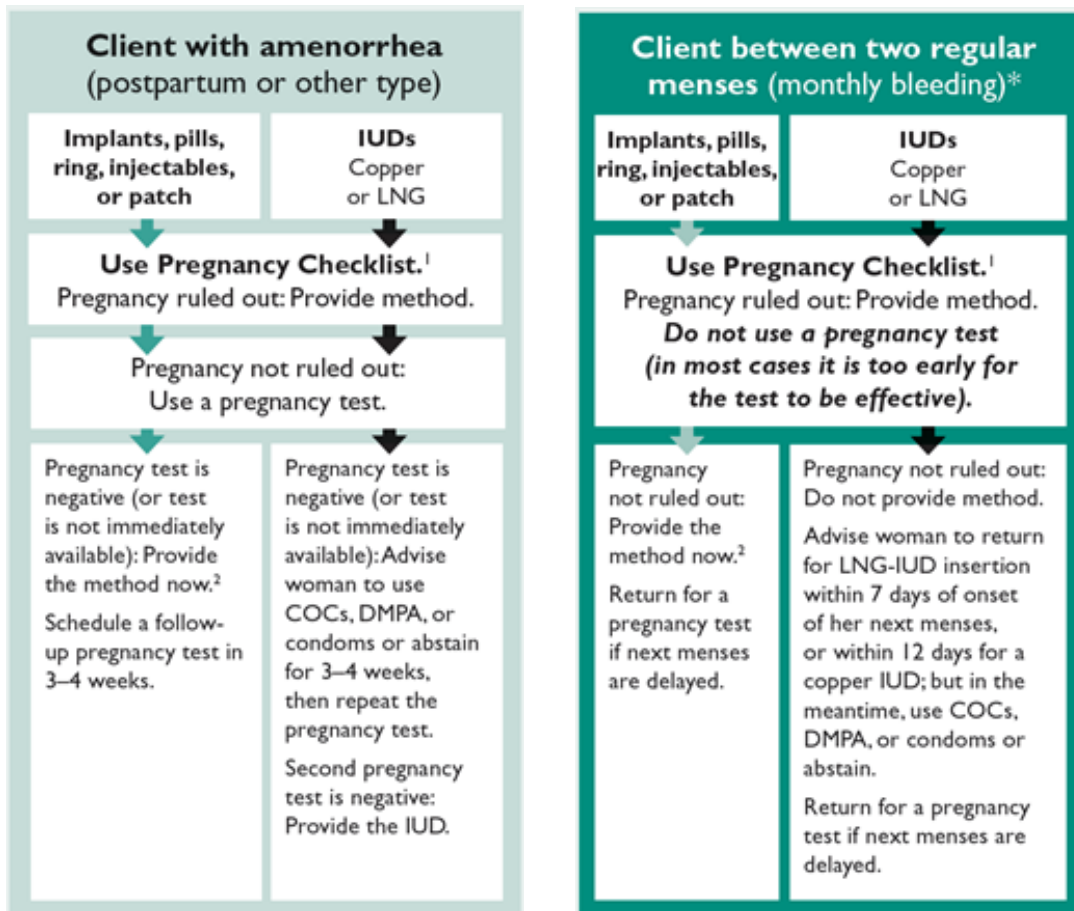 Client with amenorrhea
(postpartum or other type)
Implants, pills,
ring, injectables,
or patch
IUDs
Copper
or LNG
Use Pregnancy Checklist.¹
Pregnancy ruled out: Provide method.
Pregnancy not ruled out:
Use a pregnancy test.
Pregnancy test is
negative (or test
is not immediately
available): Provide
the method now.²
Schedule a follow-
up pregnancy test in
3–4 weeks.
Pregnancy test is
negative (or test
is not immediately
available): Advise
woman to use
COCs, DMPA, or
condoms or abstain
for 3–4 weeks,
then repeat the
pregnancy test.
Second pregnancy
test is negative:
Provide the IUD.
Client between two regular
menses (monthly bleeding)*
Implants, pills,
ring, injectables,
or patch
IUDs
Copper
or LNG
Use Pregnancy Checklist.¹
Pregnancy ruled out: Provide method.
Do not use a pregnancy test
(in most cases it is too early for
the test to be effective).
Pregnancy
not ruled out:
Provide the
method now.²
Return for a
pregnancy test
if next menses
are delayed.
Pregnancy not ruled out:
Do not provide method.
Advise woman to return
for LNG-IUD insertion
within 7 days of onset
of her next menses,
or within 12 days for a
copper IUD; but in the
meantime, use COCs,
DMPA, or condoms or
abstain.
Return for a pregnancy
test if next menses are
delayed.